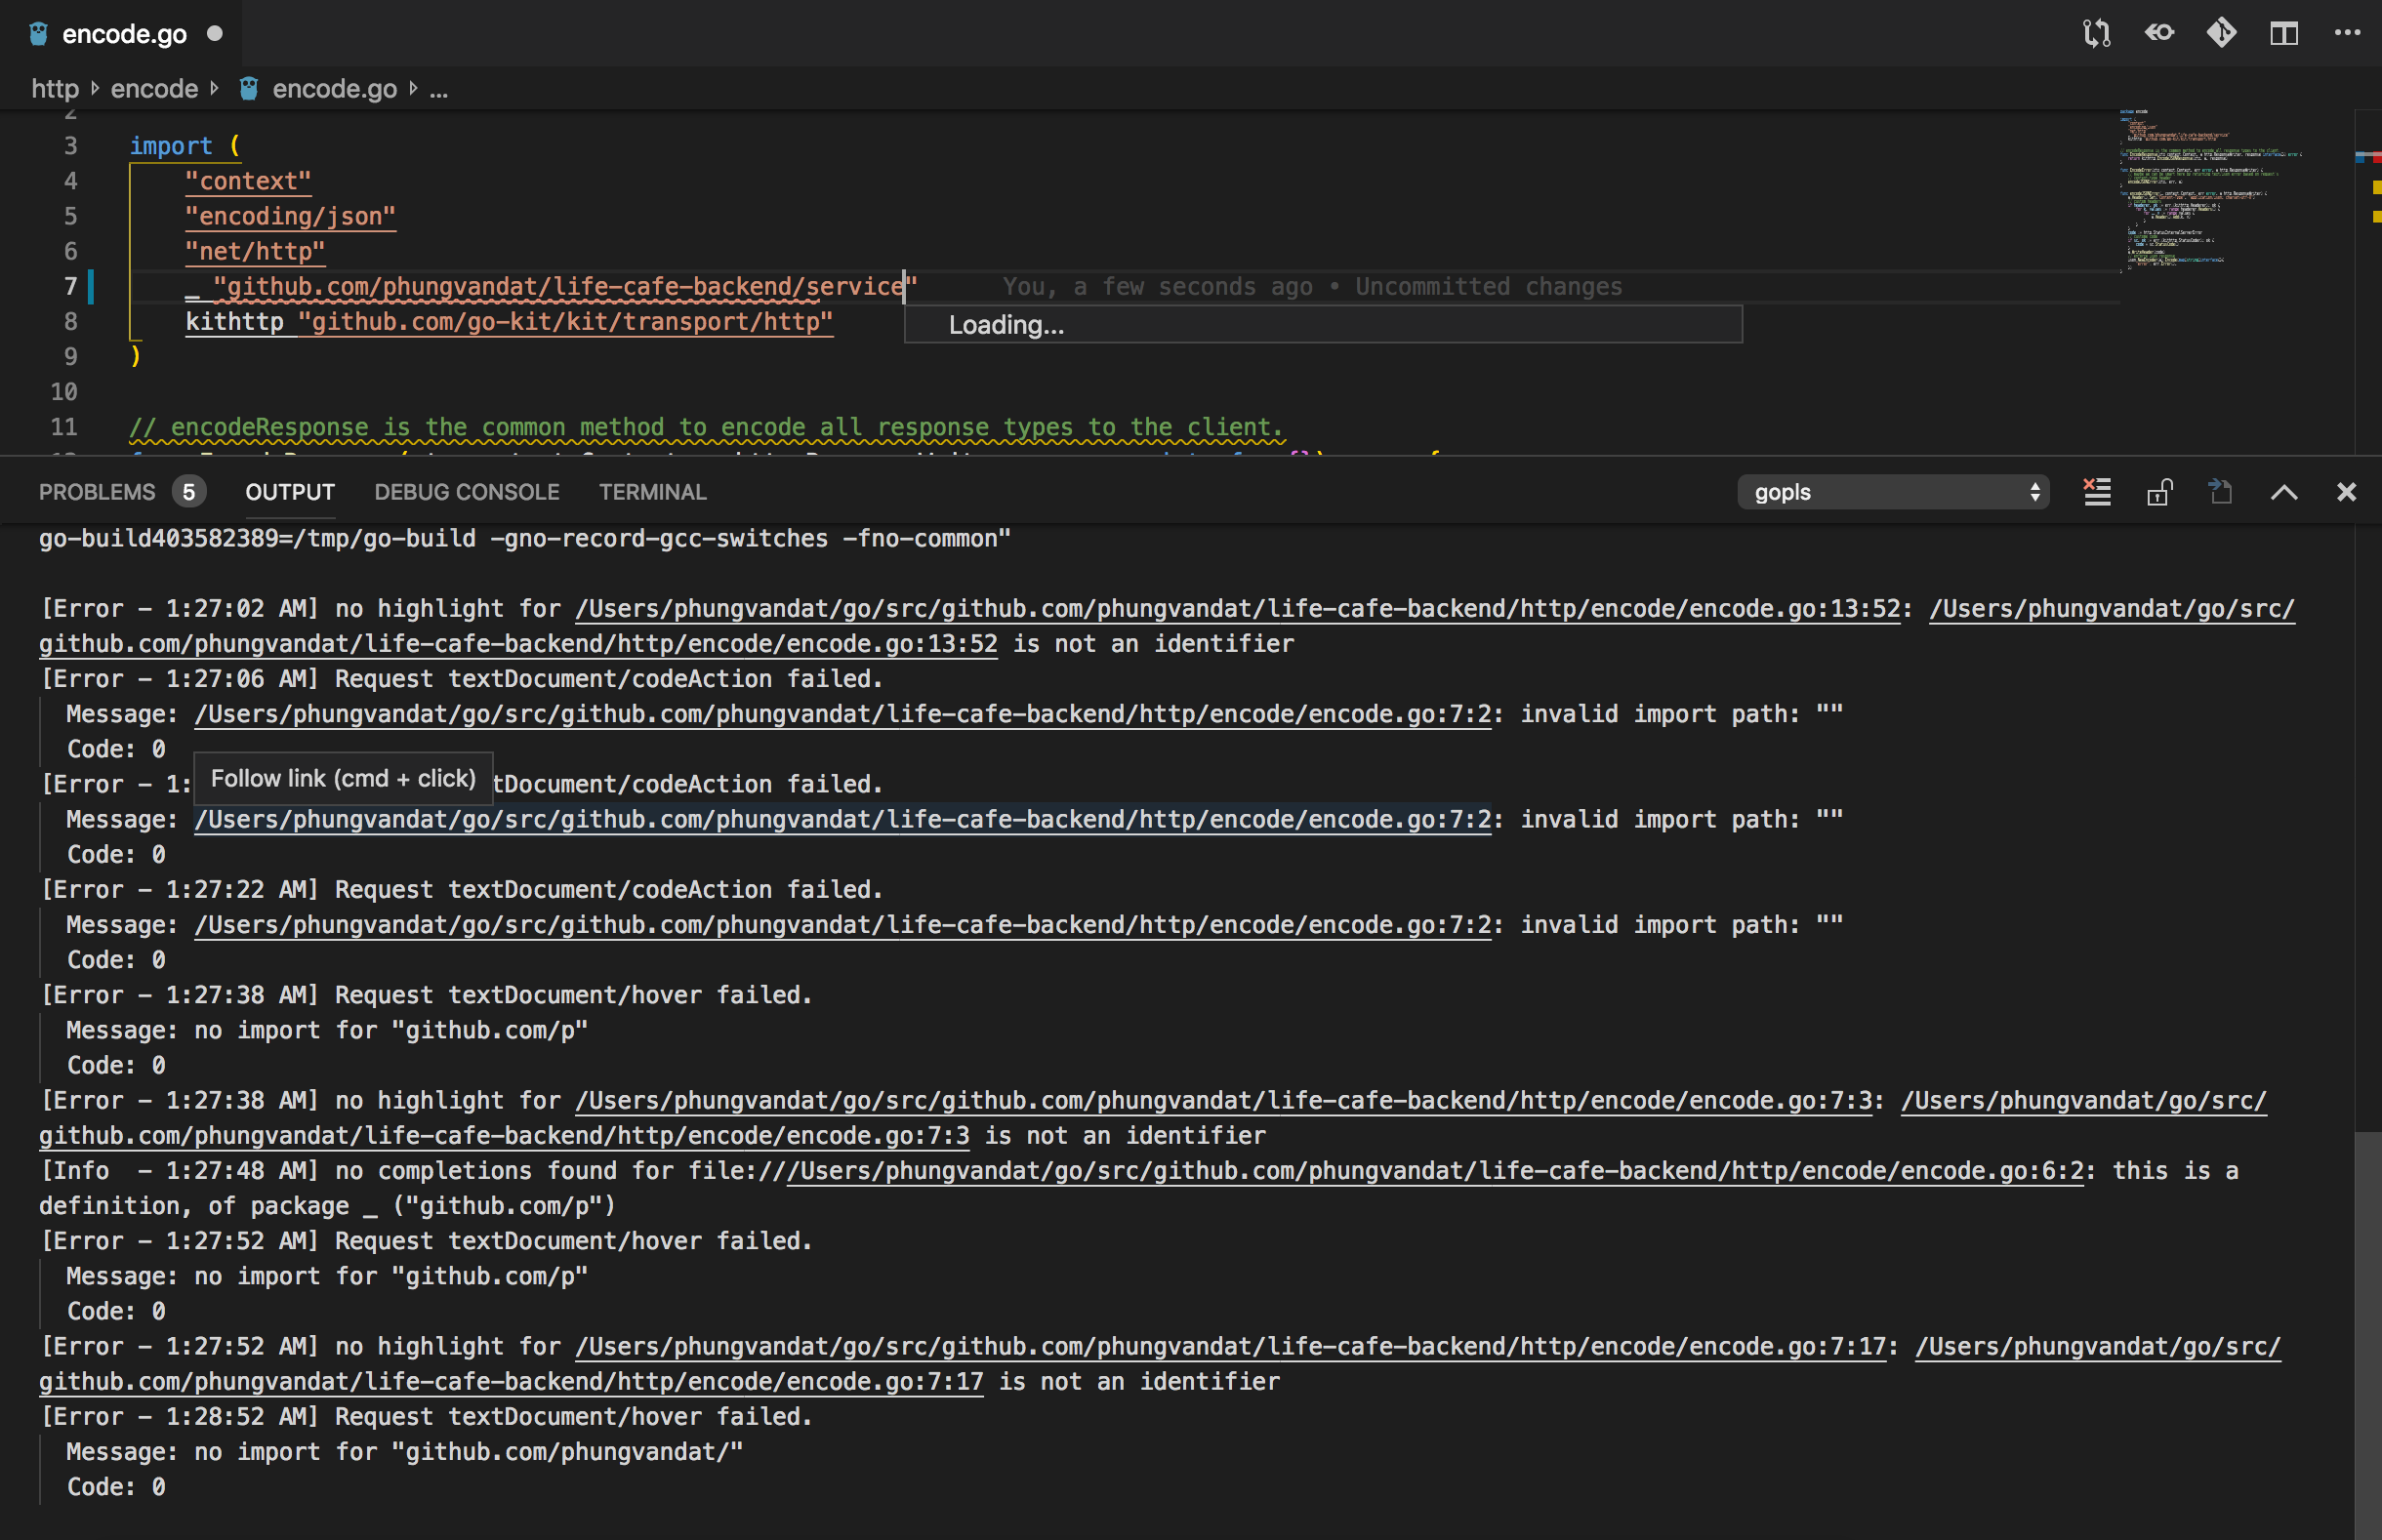 encode.go
http encode encode.go ...
2
3 import (
4 "context"
5 "encoding/json"
6 "net/http"
7 _ "github.com/phungvandat/life-cafe-backend/service" You, a few seconds ago • Uncommitted changes
8 kithttp "github.com/go-kit/kit/transport/http"
Loading...
9 )
10
11 // encodeResponse is the common method to encode all response types to the client.
PROBLEMS 5 OUTPUT DEBUG CONSOLE TERMINAL gopls
go-build403582389=/tmp/go-build -gno-record-gcc-switches -fno-common"
[Error - 1:27:02 AM] no highlight for /Users/phungvandat/go/src/github.com/phungvandat/life-cafe-backend/http/encode/encode.go:13:52: /Users/phungvandat/go/src/
github.com/phungvandat/life-cafe-backend/http/encode/encode.go:13:52 is not an identifier
[Error - 1:27:06 AM] Request textDocument/codeAction failed.
Message: /Users/phungvandat/go/src/github.com/phungvandat/life-cafe-backend/http/encode/encode.go:7:2: invalid import path: ""
Code: 0
Follow link (cmd + click)
[Error - 1: tDocument/codeAction failed.
Message: /Users/phungvandat/go/src/github.com/phungvandat/life-cafe-backend/http/encode/encode.go:7:2: invalid import path: ""
Code: 0
[Error - 1:27:22 AM] Request textDocument/codeAction failed.
Message: /Users/phungvandat/go/src/github.com/phungvandat/life-cafe-backend/http/encode/encode.go:7:2: invalid import path: ""
Code: 0
[Error - 1:27:38 AM] Request textDocument/hover failed.
Message: no import for "github.com/p"
Code: 0
[Error - 1:27:38 AM] no highlight for /Users/phungvandat/go/src/github.com/phungvandat/life-cafe-backend/http/encode/encode.go:7:3: /Users/phungvandat/go/src/
github.com/phungvandat/life-cafe-backend/http/encode/encode.go:7:3 is not an identifier
[Info  - 1:27:48 AM] no completions found for file:///Users/phungvandat/go/src/github.com/phungvandat/life-cafe-backend/http/encode/encode.go:6:2: this is a
definition, of package _ ("github.com/p")
[Error - 1:27:52 AM] Request textDocument/hover failed.
Message: no import for "github.com/p"
Code: 0
[Error - 1:27:52 AM] no highlight for /Users/phungvandat/go/src/github.com/phungvandat/life-cafe-backend/http/encode/encode.go:7:17: /Users/phungvandat/go/src/
github.com/phungvandat/life-cafe-backend/http/encode/encode.go:7:17 is not an identifier
[Error - 1:28:52 AM] Request textDocument/hover failed.
Message: no import for "github.com/phungvandat/"
Code: 0